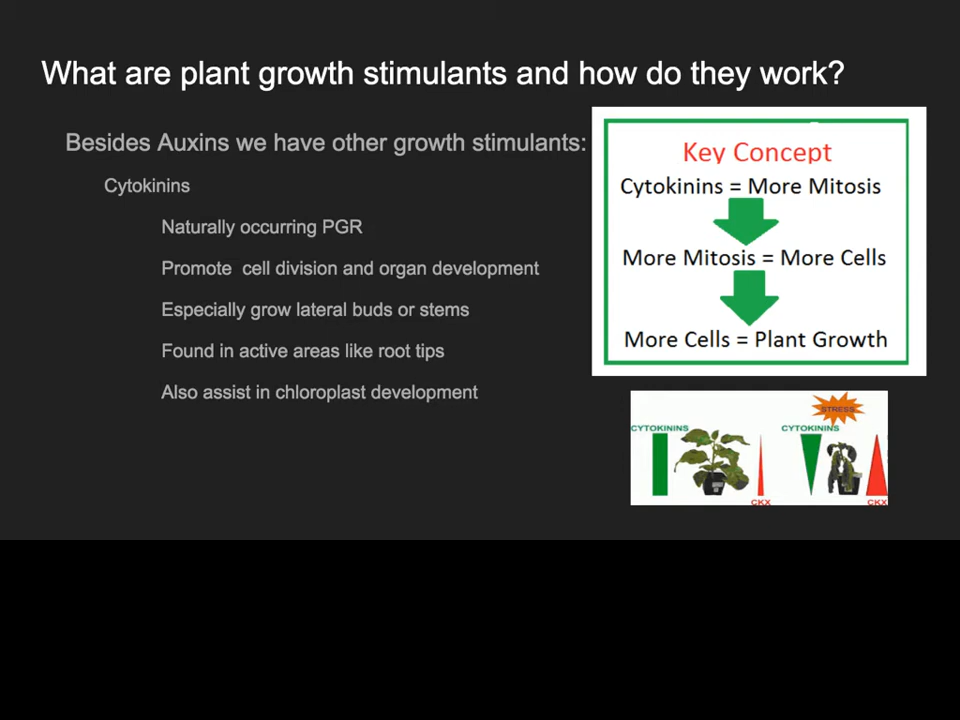 What are plant growth stimulants and how do they work?
Besides Auxins we have other growth stimulants:
Cytokinins
Naturally occurring PGR
Promote  cell division and organ development
Especially grow lateral buds or stems
Found in active areas like root tips
Also assist in chloroplast development
Key Concept
Cytokinins = More Mitosis
More Mitosis = More Cells
More Cells = Plant Growth
STRESS
CYTOKININS
CYTOKININS
CKX
CKX